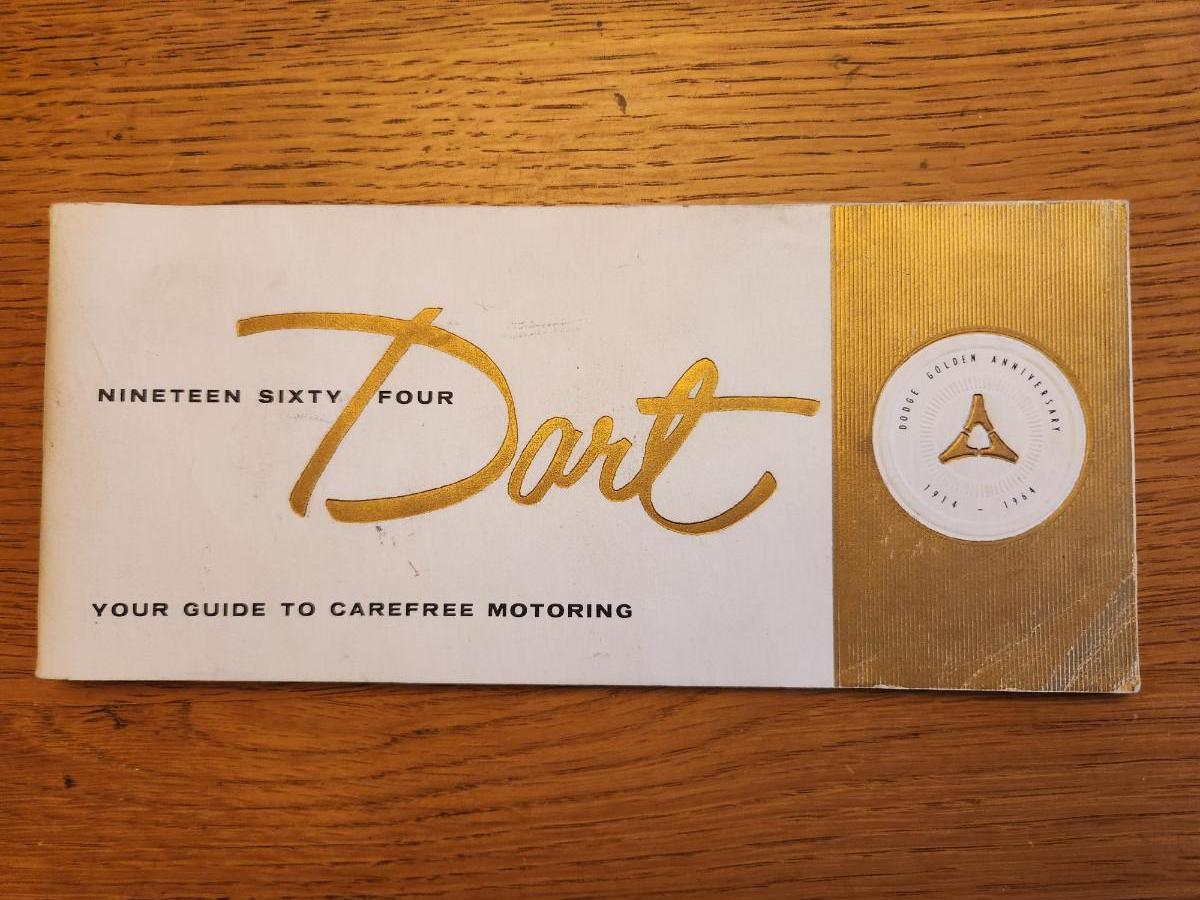 NINETEEN SIXTY FOUR
Dart
YOUR GUIDE TO CAREFREE MOTORING
DODGE GOLDEN ANNIVERSARY
1914 - 1964